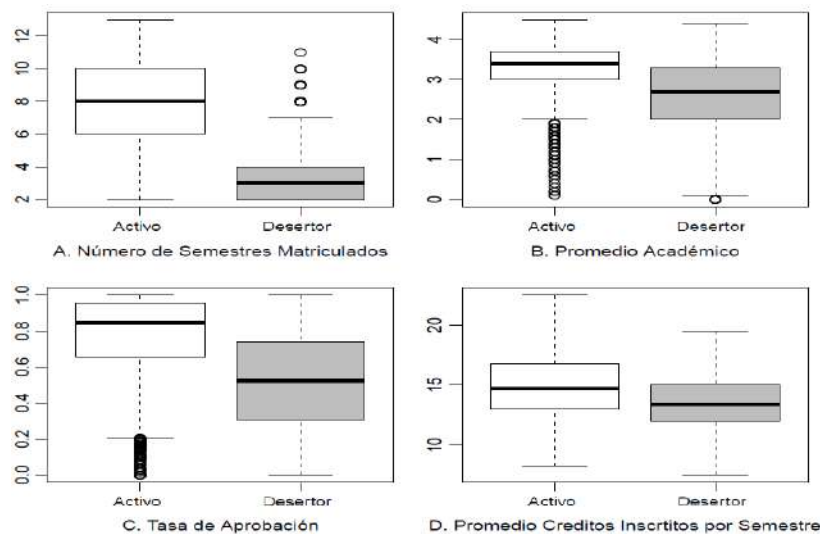 12
10
8
6
4
2
Activo
Desertor
A. Número de Semestres Matriculados
4
3
2
1
0
Activo
Desertor
B. Promedio Académico
1.0
0.8
0.6
0.4
0.2
0.0
Activo
Desertor
C. Tasa de Aprobación
20
15
10
Activo
Desertor
D. Promedio Creditos Inscrtitos por Semestre